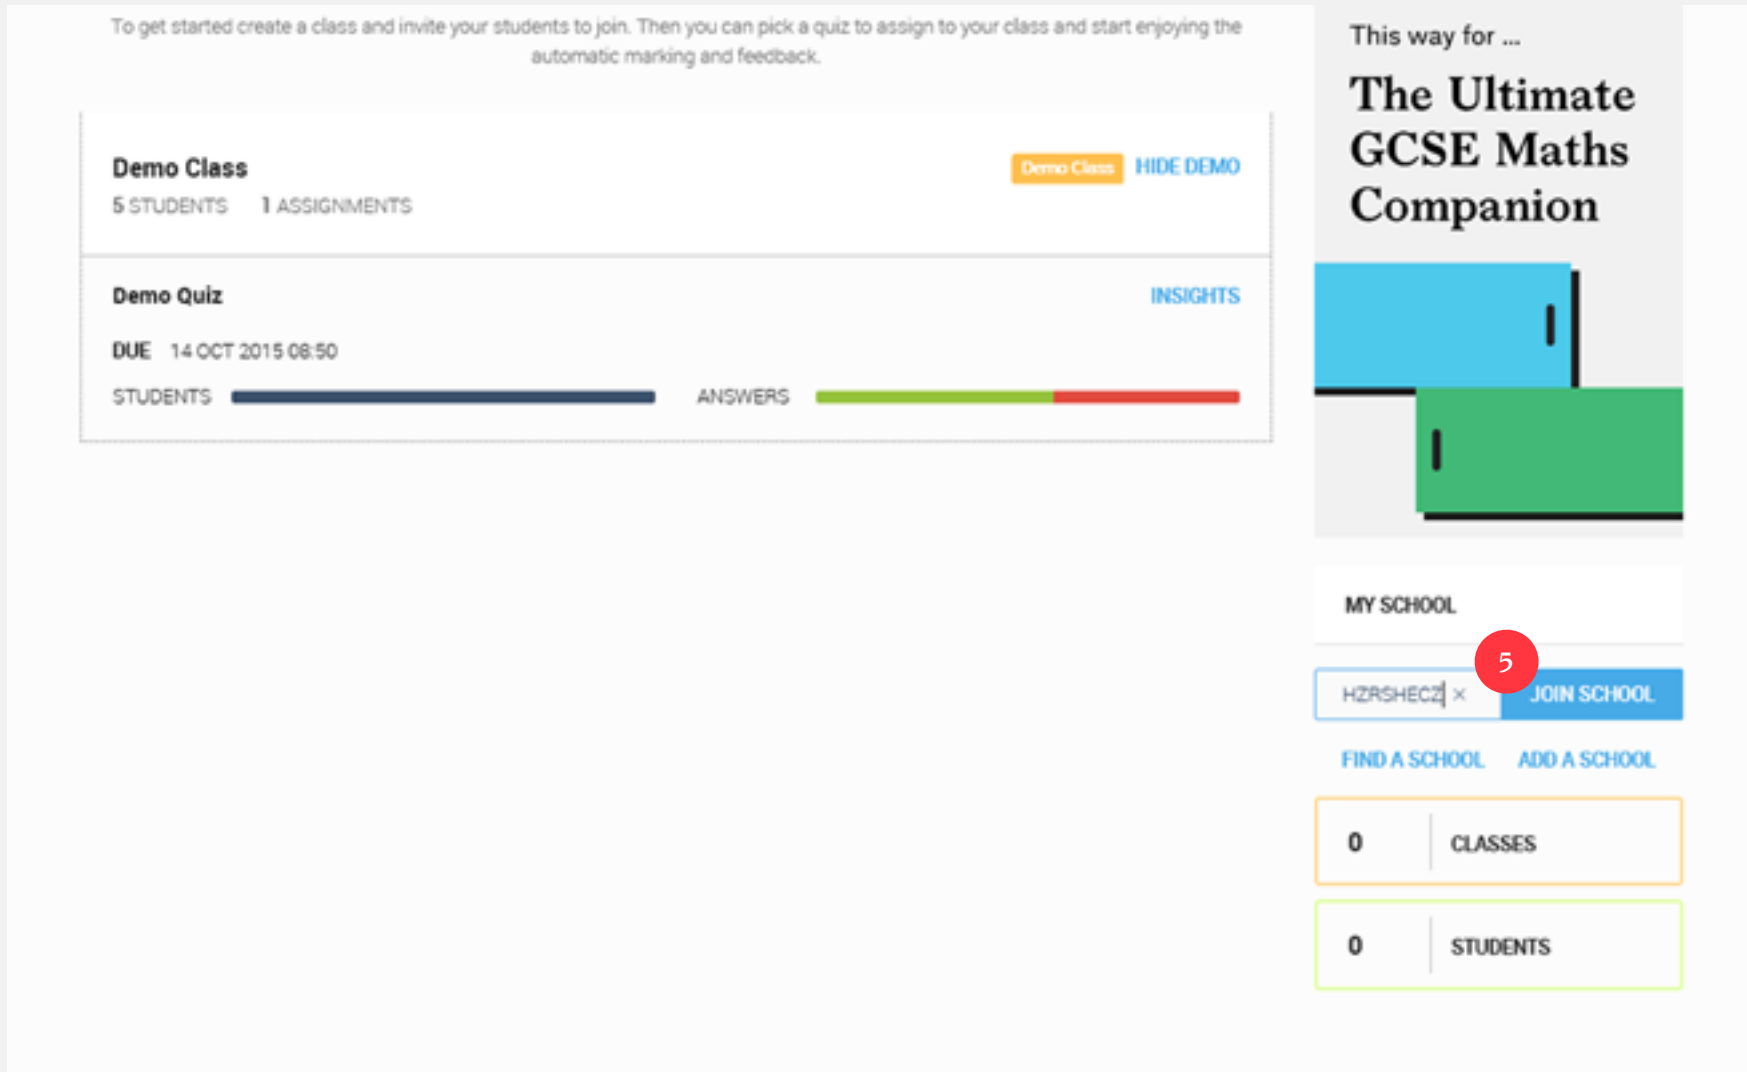 To get started create a class and invite your students to join. Then you can pick a quiz to assign to your class and start enjoying the
automatic marking and feedback.
Demo Class
Demo Class HIDE DEMO
5 STUDENTS 1 ASSIGNMENTS
Demo Quiz
INSIGHTS
DUE 14 OCT 2015 08:50
STUDENTS
ANSWERS
This way for ...
The Ultimate
GCSE Maths
Companion
MY SCHOOL
5
HZRSHECZ × JOIN SCHOOL
FIND A SCHOOL ADD A SCHOOL
0 CLASSES
0 STUDENTS